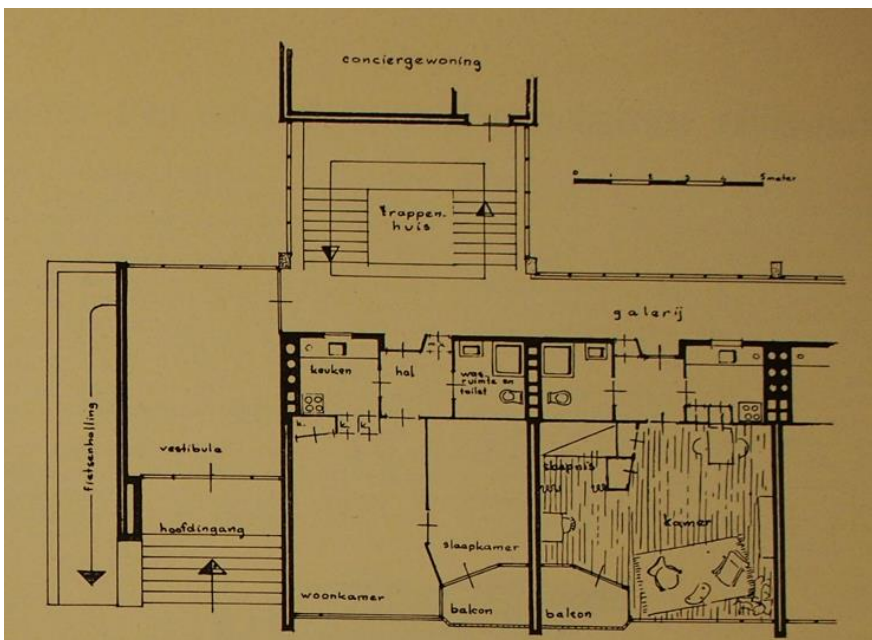 conciergewoning
0 1 2 3 4 5 meter
Trappen-
huis
galerij
keuken
hal
was-
ruimte en
toilet
k.
k.
k.
fietsenhelling
vestibule
hoofdingang
slaapnis
kamer
slaapkamer
woonkamer
balcon
balcon